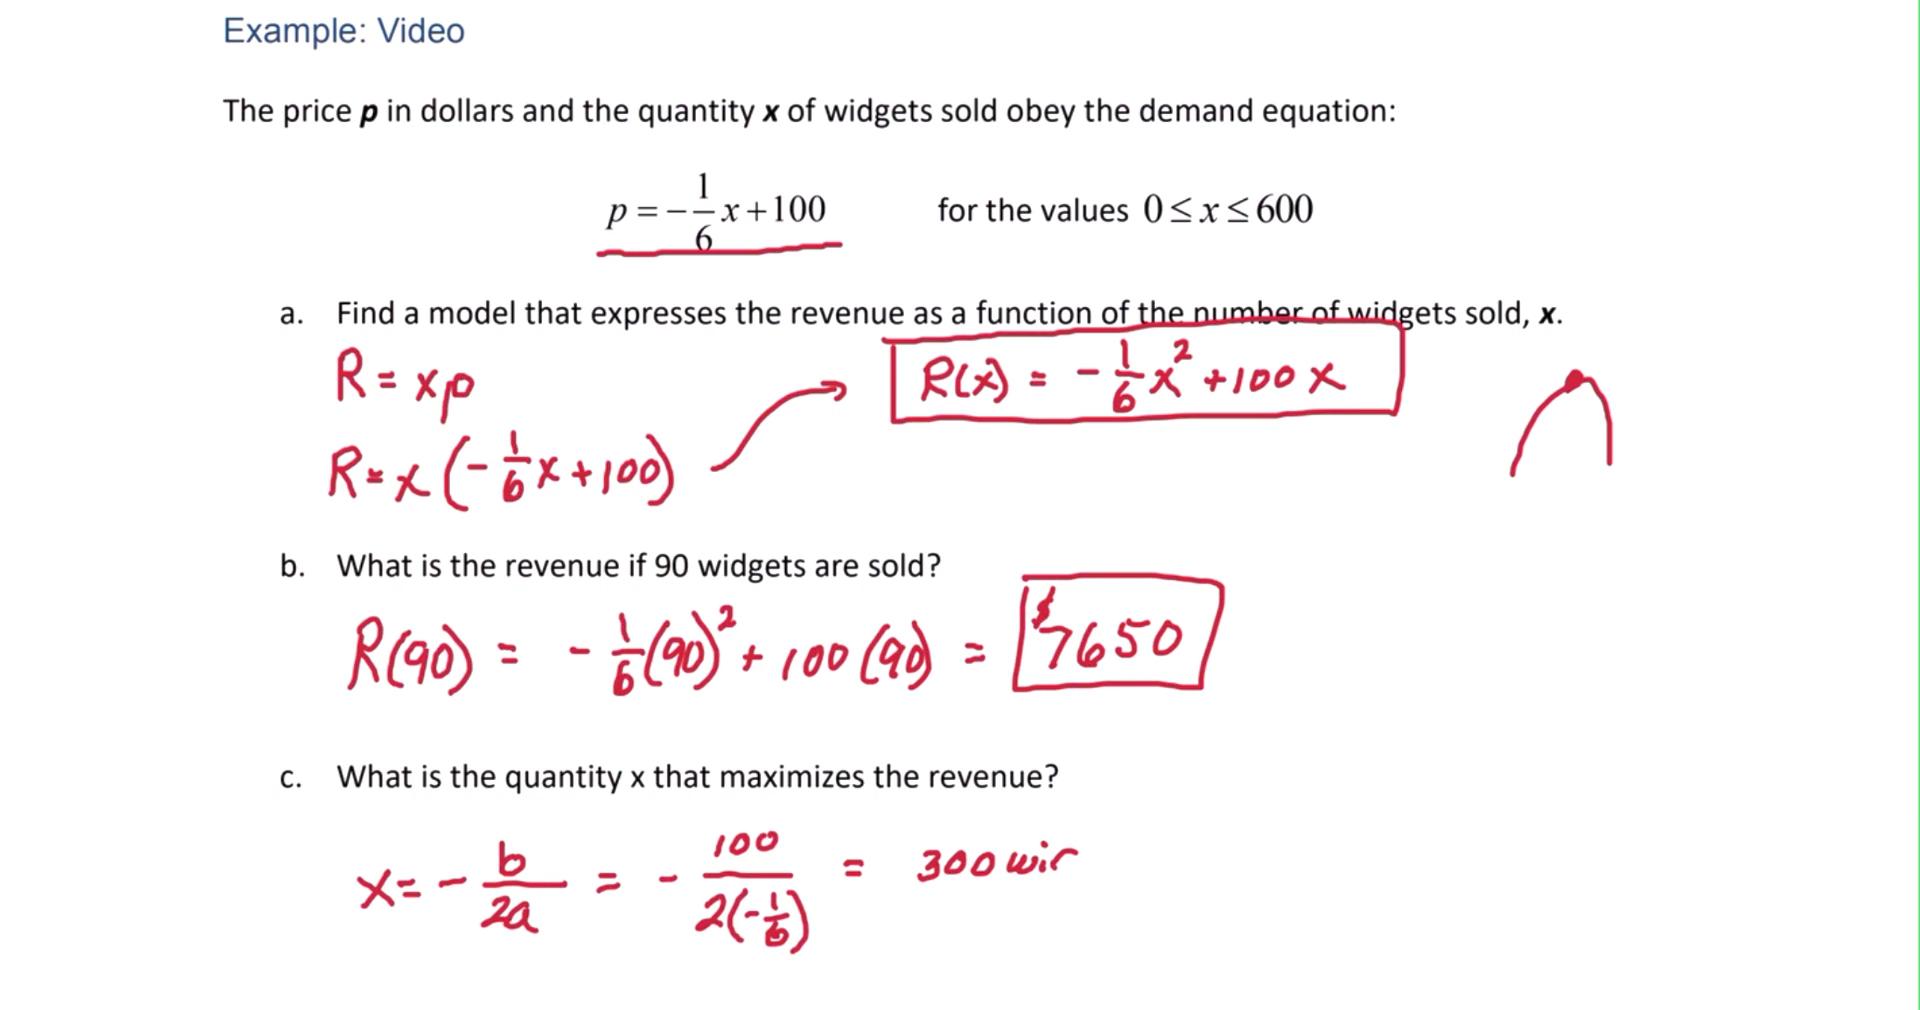 Example: Video
The price p in dollars and the quantity x of widgets sold obey the demand equation:
p = -1/6 x + 100 for the values 0 ≤ x ≤ 600
a. Find a model that expresses the revenue as a function of the number of widgets sold, x.
R = xp
R(x) = -1/6 x² + 100x
R = x(-1/6 x + 100)
b. What is the revenue if 90 widgets are sold?
R(90) = -1/6 (90)² + 100(90) = $7650
c. What is the quantity x that maximizes the revenue?
x = - b/2a = - 100/2(-1/6) = 300 wir